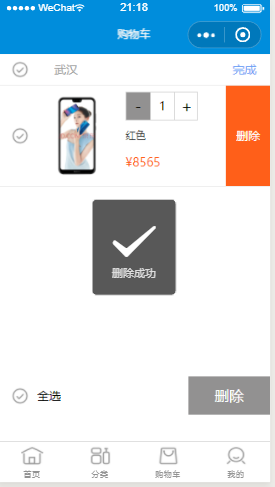 WeChat 21:18 100%
购物车
武汉 完成
- 1 +
红色
¥8565
删除
删除成功
全选 删除
首页 分类 购物车 我的